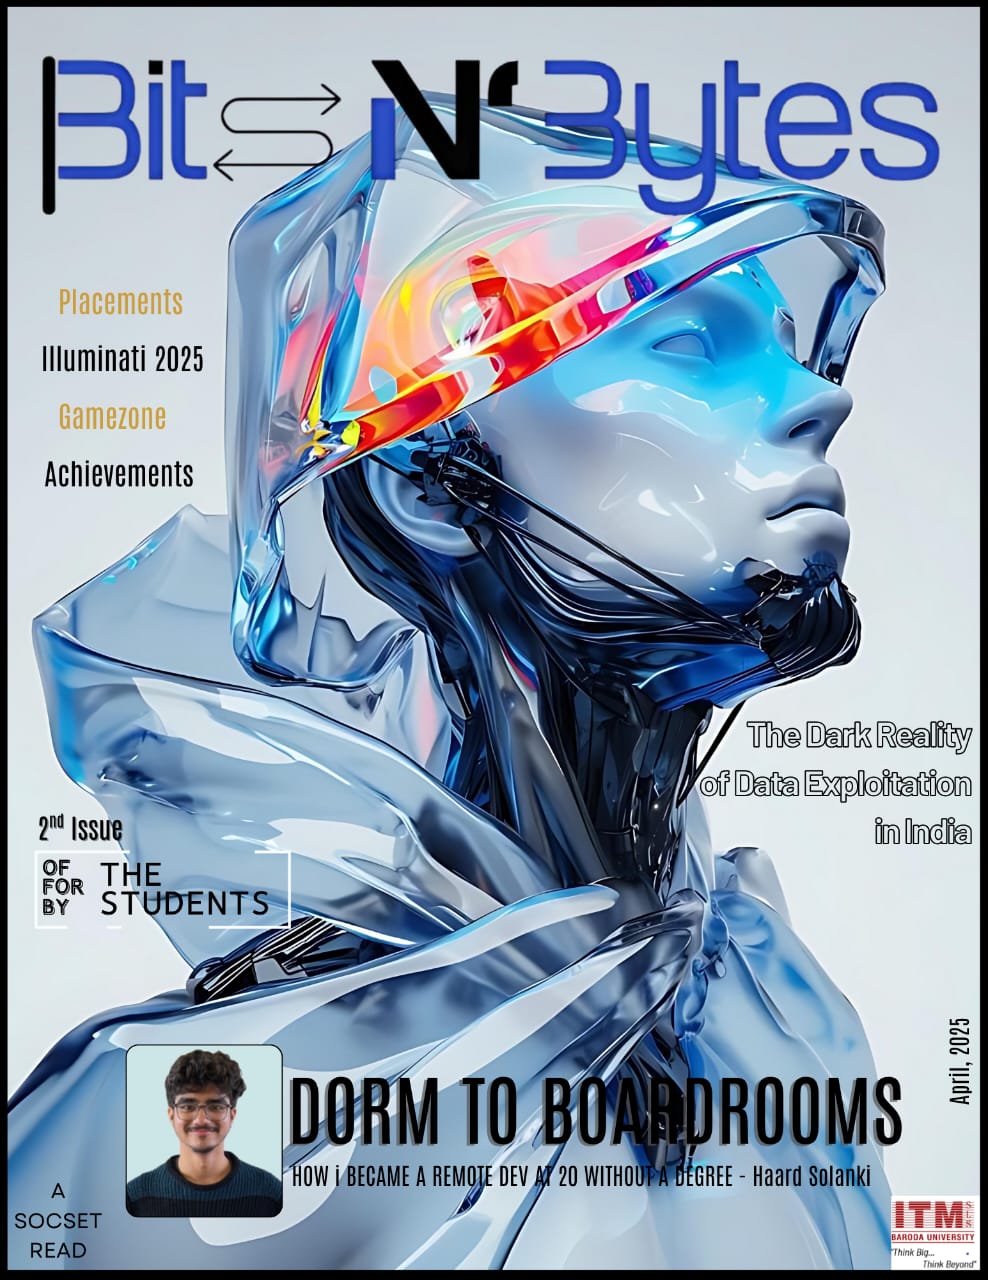 Bits N' Bytes
Placements
Illuminati 2025
Gamezone
Achievements
The Dark Reality
of Data Exploitation
in India
2nd Issue
OF
FOR
BY
THE
STUDENTS
April, 2025
DORM TO BOARDROOMS
HOW i BECAME A REMOTE DEV AT 20 WITHOUT A DEGREE - Haard Solanki
A
SOCSET
READ
ITM
SLS
BARODA UNIVERSITY
"Think Big...
Think Beyond"